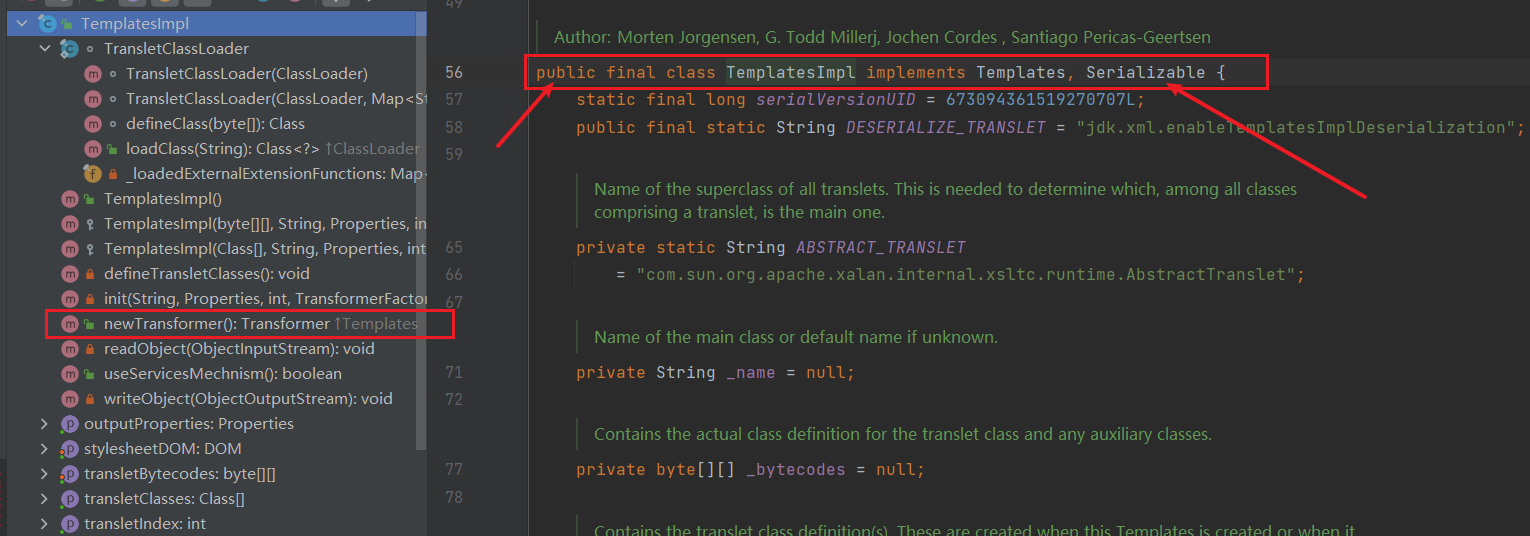 TemplatesImpl
TransletClassLoader
TransletClassLoader(ClassLoader)
TransletClassLoader(ClassLoader, Map<St
defineClass(byte[]): Class
loadClass(String): Class<?> ↑ClassLoader
_loadedExternalExtensionFunctions: Map<
TemplatesImpl()
TemplatesImpl(byte[][], String, Properties, in
TemplatesImpl(Class[], String, Properties, int
defineTransletClasses(): void
init(String, Properties, int, TransformerFactor
newTransformer(): Transformer ↑Templates
readObject(ObjectInputStream): void
useServicesMechnism(): boolean
writeObject(ObjectOutputStream): void
outputProperties: Properties
stylesheetDOM: DOM
transletBytecodes: byte[][]
transletClasses: Class[]
transletIndex: int
49
Author: Morten Jorgensen, G. Todd Millerj, Jochen Cordes , Santiago Pericas-Geertsen
56 public final class TemplatesImpl implements Templates, Serializable {
57 static final long serialVersionUID = 673094361519270707L;
58 public final static String DESERIALIZE_TRANSLET = "jdk.xml.enableTemplatesImplDeserialization";
59
Name of the superclass of all translets. This is needed to determine which, among all classes
comprising a translet, is the main one.
65 private static String ABSTRACT_TRANSLET
66 = "com.sun.org.apache.xalan.internal.xsltc.runtime.AbstractTranslet";
67
Name of the main class or default name if unknown.
71 private String _name = null;
72
Contains the actual class definition for the translet class and any auxiliary classes.
77 private byte[][] _bytecodes = null;
78
Contains the translet class definition(s). These are created when this Templates is created or when it